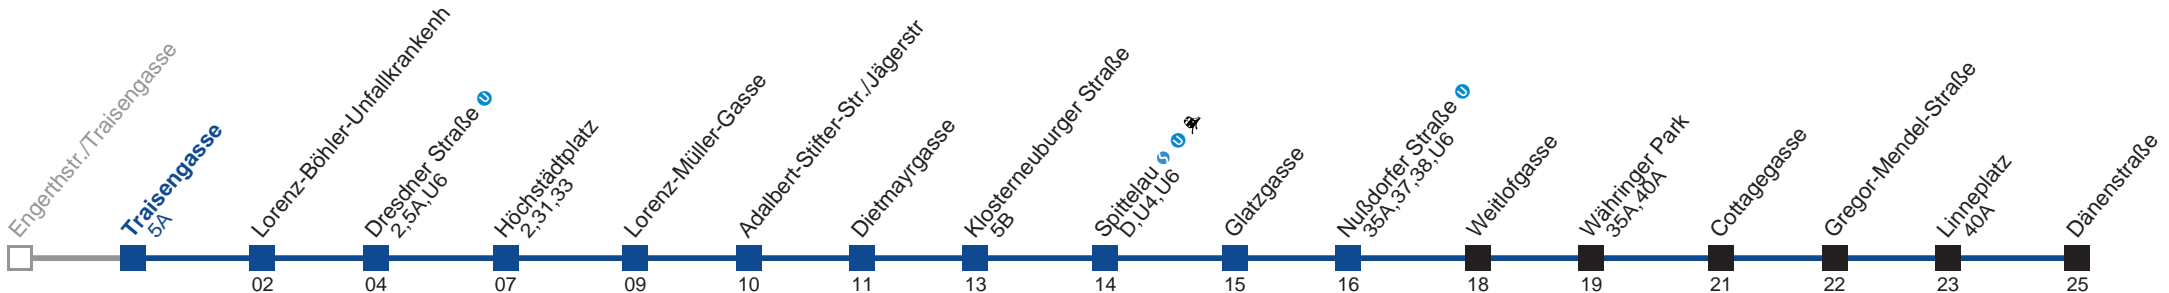 Engerthstr./Traisengasse
Traisengasse
5A
Lorenz-Böhler-Unfallkrankenh
02
Dresdner Straße U
2,5A,U6
04
Höchstädtplatz
2,31,33
07
Lorenz-Müller-Gasse
09
Adalbert-Stifter-Str./Jägerstr
10
Dietmayrgasse
11
Klosterneuburger Straße
5B
13
Spittelau S U
D,U4,U6
14
Glatzgasse
15
Nußdorfer Straße U
35A,37,38,U6
16
Weitlofgasse
18
Währinger Park
35A,40A
19
Cottagegasse
21
Gregor-Mendel-Straße
22
Linneplatz
40A
23
Dänenstraße
25